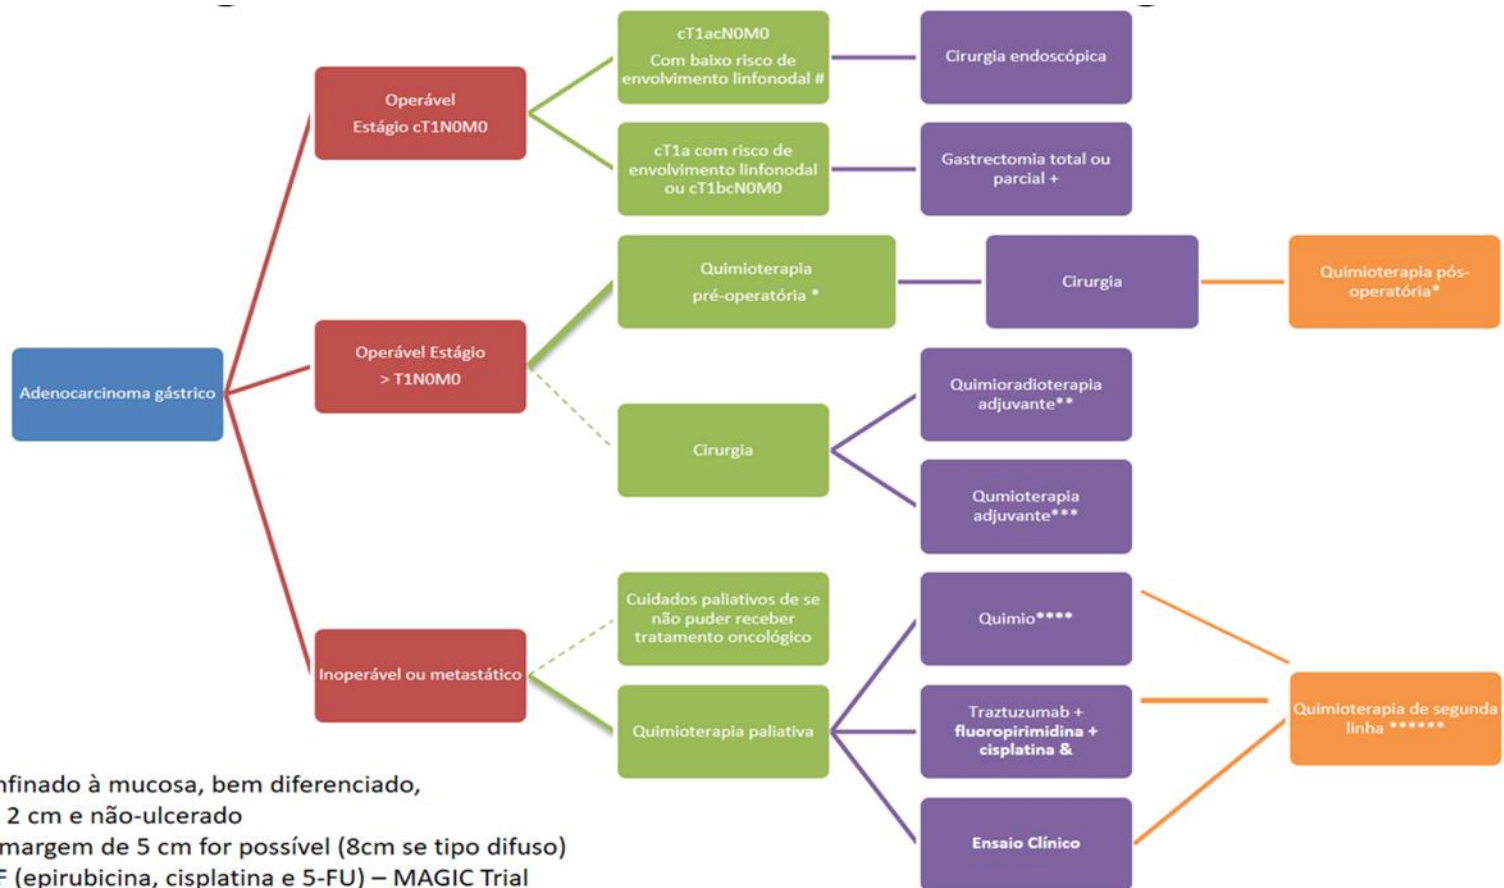 cT1acN0M0
Com baixo risco de
envolvimento linfonodal #
Cirurgia endoscópica
Operável
Estágio cT1N0M0
cT1a com risco de
envolvimento linfonodal
ou cT1bcN0M0
Gastrectomia total ou
parcial +
Quimioterapia
pré-operatória *
Cirurgia
Quimioterapia pós-
operatória*
Adenocarcinoma gástrico
Operável Estágio
> T1N0M0
Cirurgia
Quimioradioterapia
adjuvante**
Qumioterapia
adjuvante***
Inoperável ou metastático
Cuidados paliativos de se
não puder receber
tratamento oncológico
Quimioterapia paliativa
Quimio****
Traztuzumab +
fluoropirimidina +
cisplatina &
Ensaio Clínico
Quimioterapia de segunda
linha ******
nfinado à mucosa, bem diferenciado,
2 cm e não-ulcerado
margem de 5 cm for possível (8cm se tipo difuso)
F (epirubicina, cisplatina e 5-FU) – MAGIC Trial